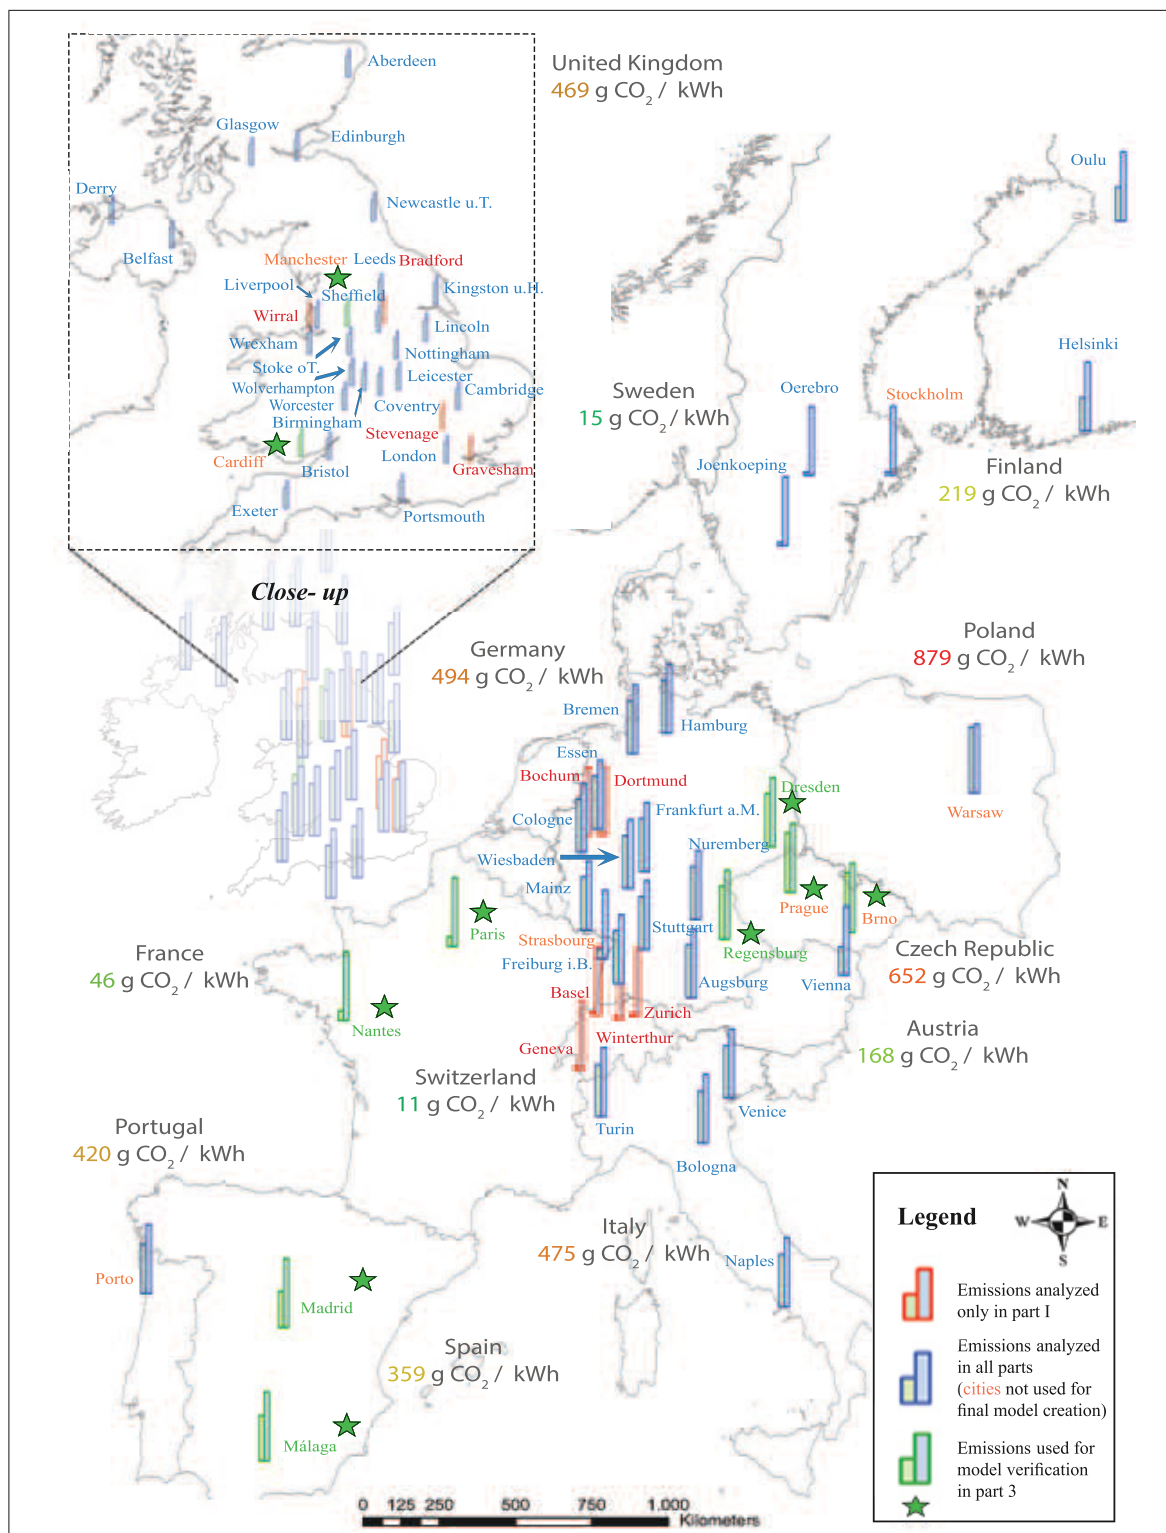 United Kingdom
469 g CO2 / kWh
Aberdeen
Glasgow
Edinburgh
Derry
Newcastle u.T.
Belfast
Manchester
Leeds
Bradford
Liverpool
Sheffield
Kingston u.H.
Wirral
Lincoln
Wrexham
Nottingham
Stoke oT.
Leicester
Wolverhampton
Cambridge
Worcester
Coventry
Birmingham
Stevenage
Cardiff
Bristol
London
Gravesham
Exeter
Portsmouth
Close- up
Oulu
Helsinki
Sweden
15 g CO2 / kWh
Oerebro
Stockholm
Joenkoeping
Finland
219 g CO2 / kWh
Poland
879 g CO2 / kWh
Germany
494 g CO2 / kWh
Bremen
Hamburg
Essen
Bochum
Dortmund
Dresden
Cologne
Frankfurt a.M.
Warsaw
Wiesbaden
Nuremberg
Mainz
Prague
Brno
Paris
Strasbourg
Stuttgart
Regensburg
Czech Republic
652 g CO2 / kWh
France
46 g CO2 / kWh
Freiburg i.B.
Augsburg
Vienna
Basel
Nantes
Zurich
Winterthur
Geneva
Austria
168 g CO2 / kWh
Switzerland
11 g CO2 / kWh
Turin
Venice
Bologna
Portugal
420 g CO2 / kWh
Italy
475 g CO2 / kWh
Naples
Porto
Madrid
Spain
359 g CO2 / kWh
Málaga
Legend
N
W E
S
Emissions analyzed
only in part I
Emissions analyzed
in all parts
(cities not used for
final model creation)
Emissions used for
model verification
in part 3
0 125 250 500 750 1.000
Kilometers